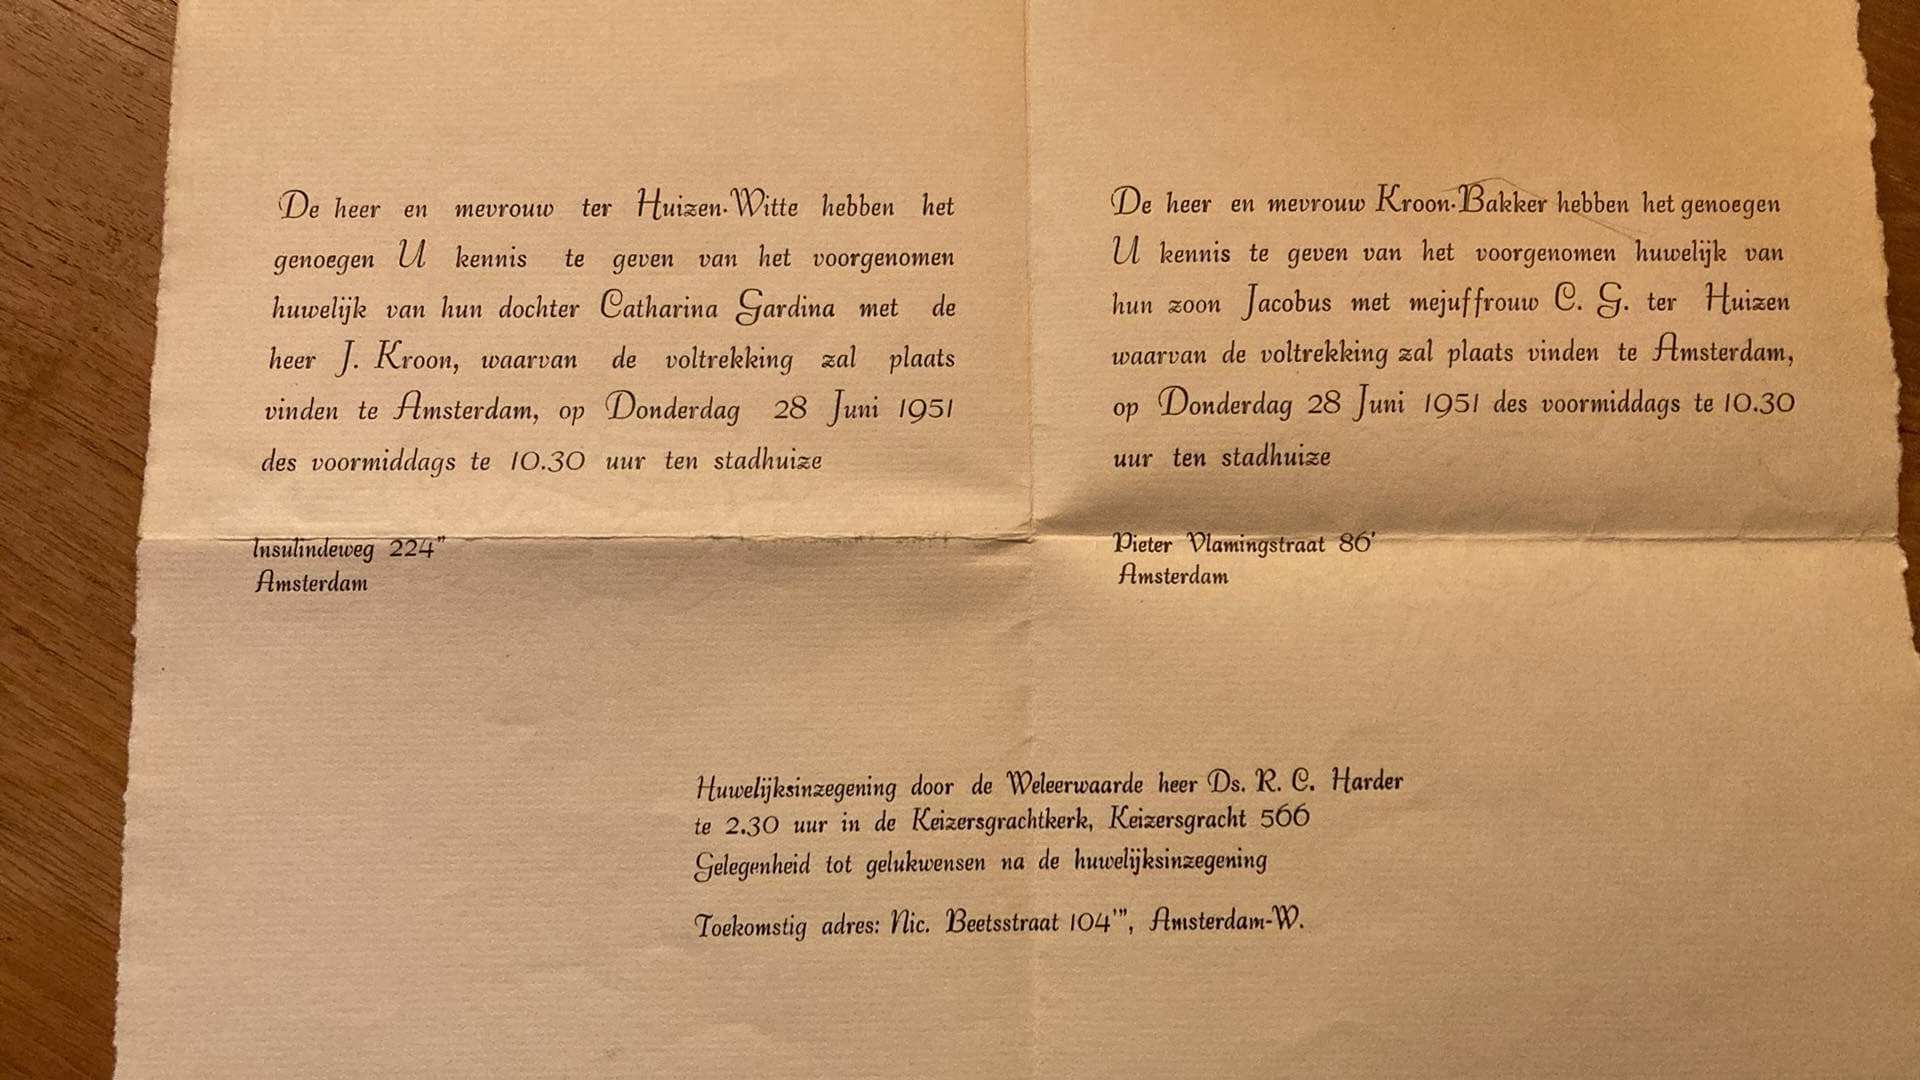 De heer en mevrouw ter Huizen-Witte hebben het
genoegen U kennis te geven van het voorgenomen
huwelijk van hun dochter Catharina Gardina met de
heer J. Kroon, waarvan de voltrekking zal plaats
vinden te Amsterdam, op Donderdag 28 Juni 1951
des voormiddags te 10.30 uur ten stadhuize
Insulindeweg 224''
Amsterdam
De heer en mevrouw Kroon-Bakker hebben het genoegen
U kennis te geven van het voorgenomen huwelijk van
hun zoon Jacobus met mejuffrouw C. G. ter Huizen
waarvan de voltrekking zal plaats vinden te Amsterdam,
op Donderdag 28 Juni 1951 des voormiddags te 10.30
uur ten stadhuize
Pieter Vlamingstraat 86'
Amsterdam
Huwelijksinzegening door de Weleerwaarde heer Ds. R. C. Harder
te 2.30 uur in de Keizersgrachtkerk, Keizersgracht 566
Gelegenheid tot gelukwensen na de huwelijksinzegening
Toekomstig adres: Nic. Beetsstraat 104''', Amsterdam-W.